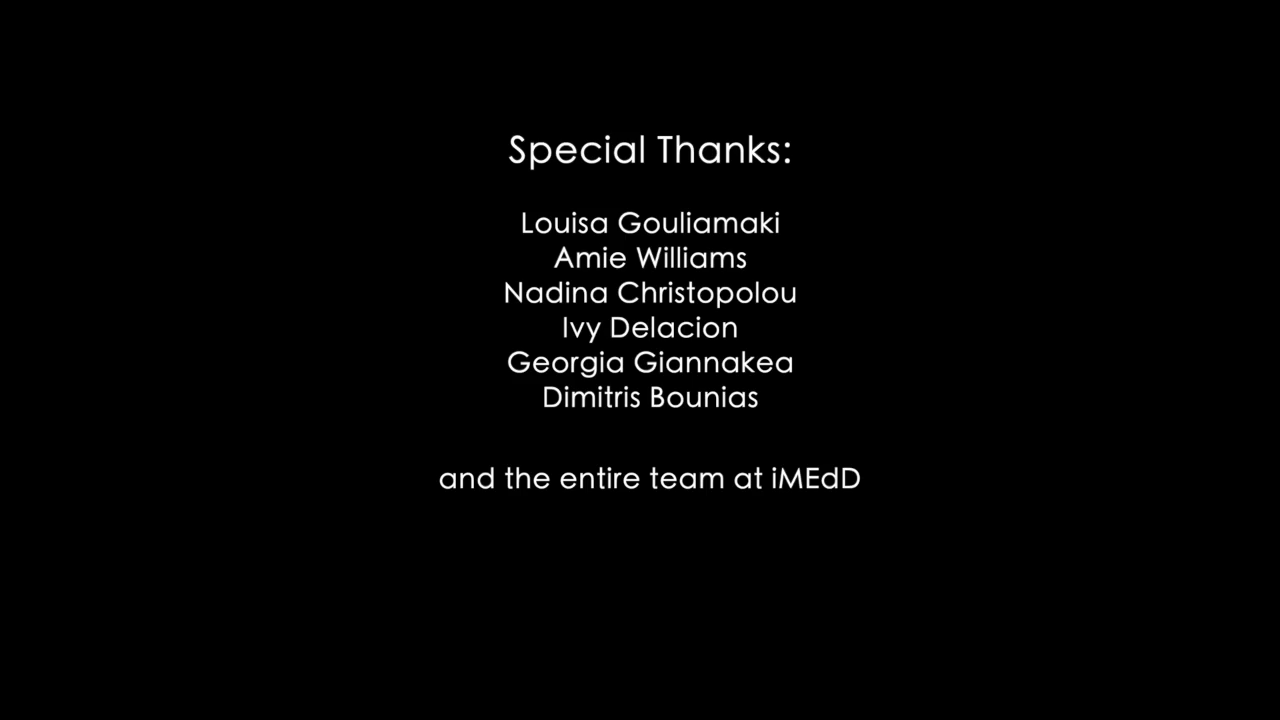 Special Thanks:
Louisa Gouliamaki
Amie Williams
Nadina Christopolou
Ivy Delacion
Georgia Giannakea
Dimitris Bounias
and the entire team at iMEdD